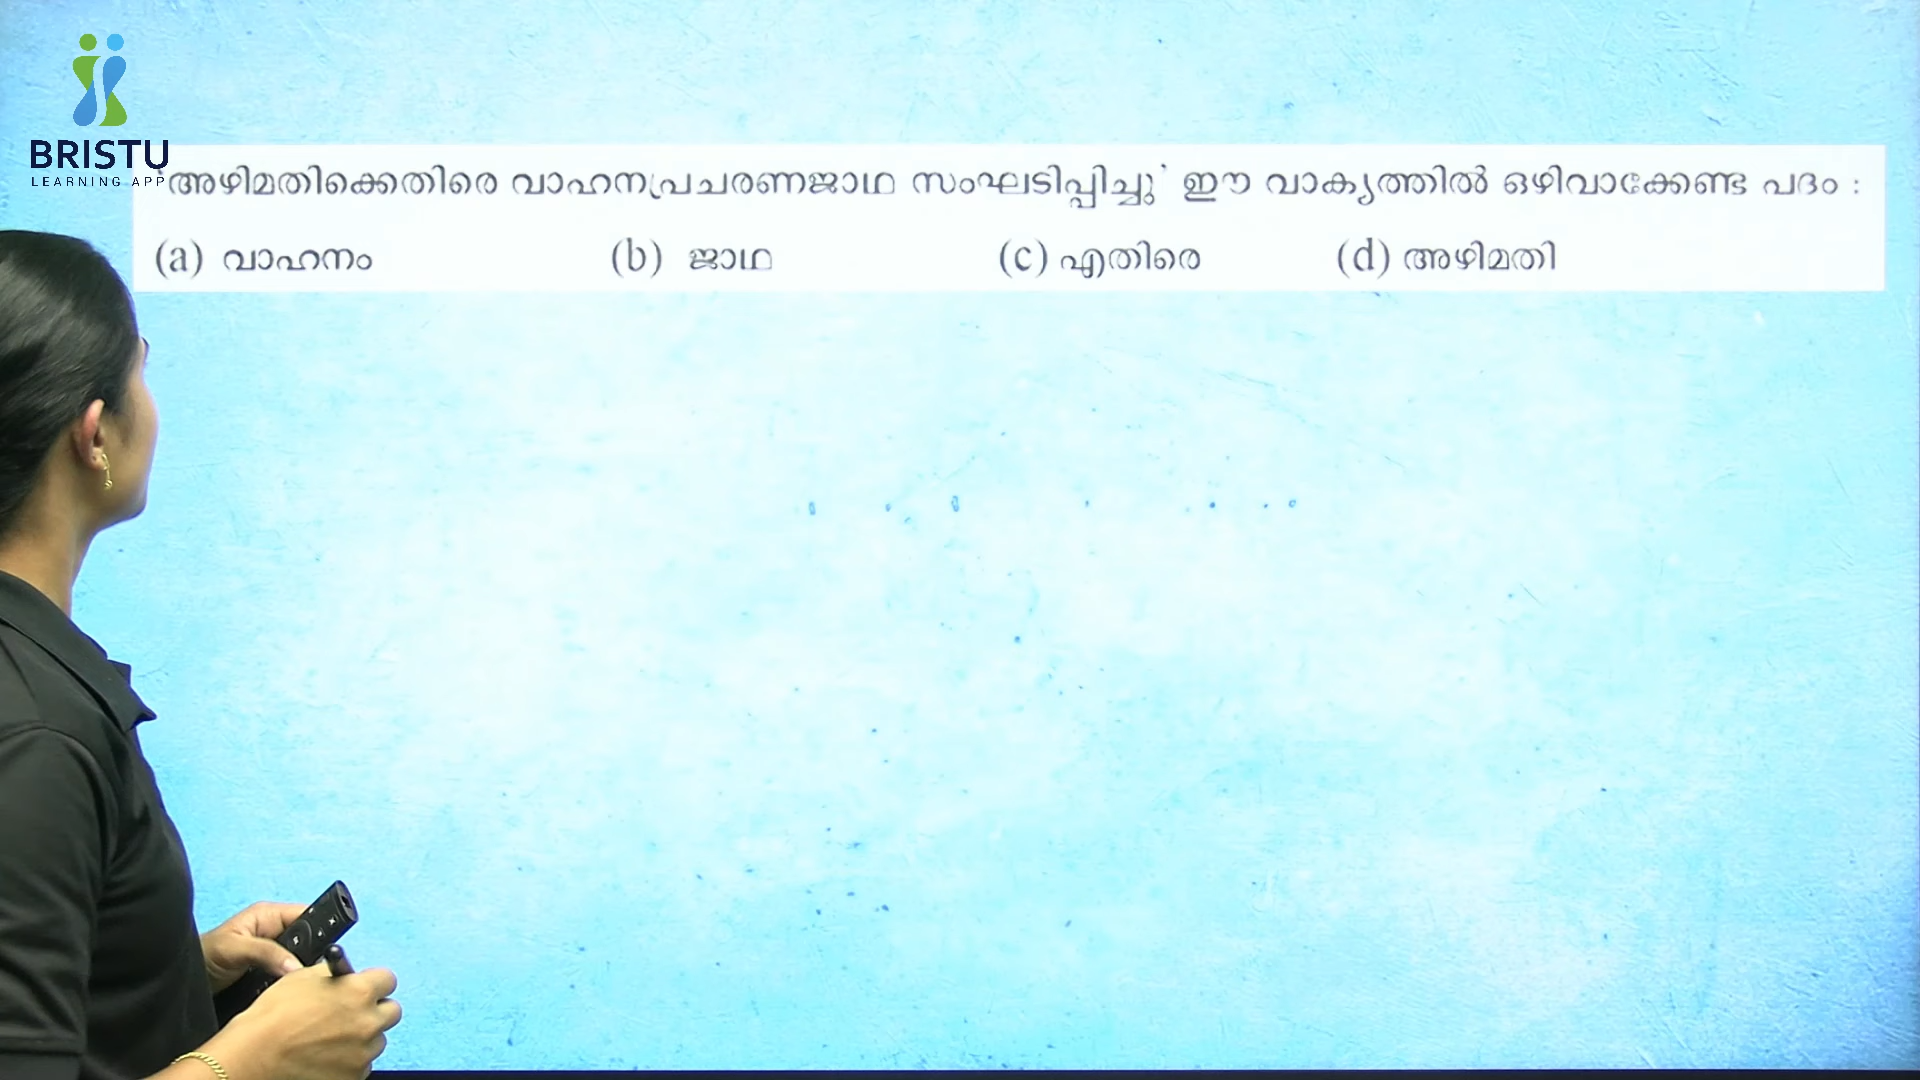 BRISTU
LEARNING APP
'അഴിമതിക്കെതിരെ വാഹനപ്രചരണജാഥ സംഘടിപ്പിച്ചു' ഈ വാക്യത്തിൽ ഒഴിവാക്കേണ്ട പദം :
(a) വാഹനം (b) ജാഥ (c) എതിരെ (d) അഴിമതി